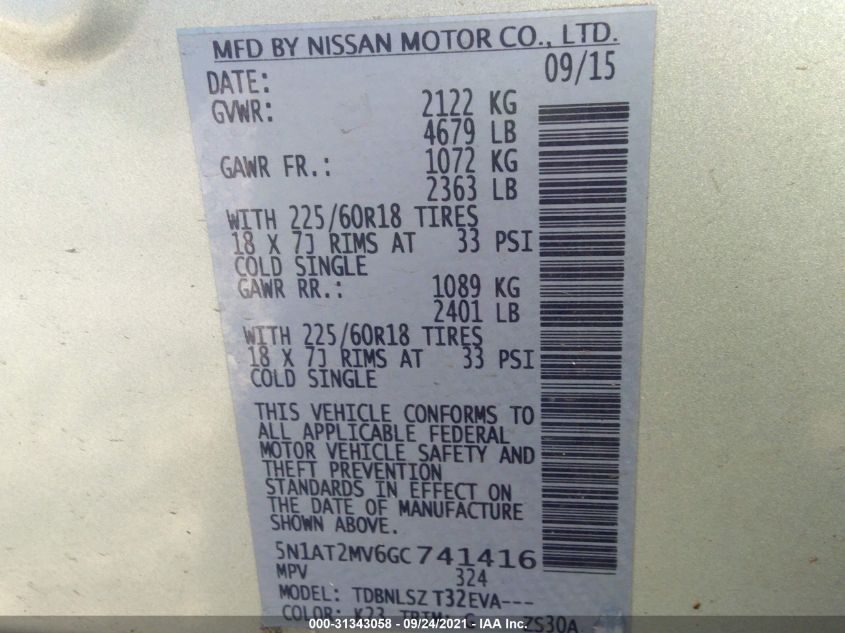 MFD BY NISSAN MOTOR CO., LTD.
DATE: 09/15
GVWR: 2122 KG
4679 LB
GAWR FR.: 1072 KG
2363 LB
WITH 225/60R18 TIRES
18 X 7J RIMS AT 33 PSI
COLD SINGLE
GAWR RR.: 1089 KG
2401 LB
WITH 225/60R18 TIRES
18 X 7J RIMS AT 33 PSI
COLD SINGLE
THIS VEHICLE CONFORMS TO
ALL APPLICABLE FEDERAL
MOTOR VEHICLE SAFETY AND
THEFT PREVENTION
STANDARDS IN EFFECT ON
THE DATE OF MANUFACTURE
SHOWN ABOVE.
5N1AT2MV6GC741416
MPV 324
MODEL: TDBNLSZ T32EVA---
COLOR: K23 TRIM: G ZS30A
000-31343058 - 09/24/2021 - IAA Inc.